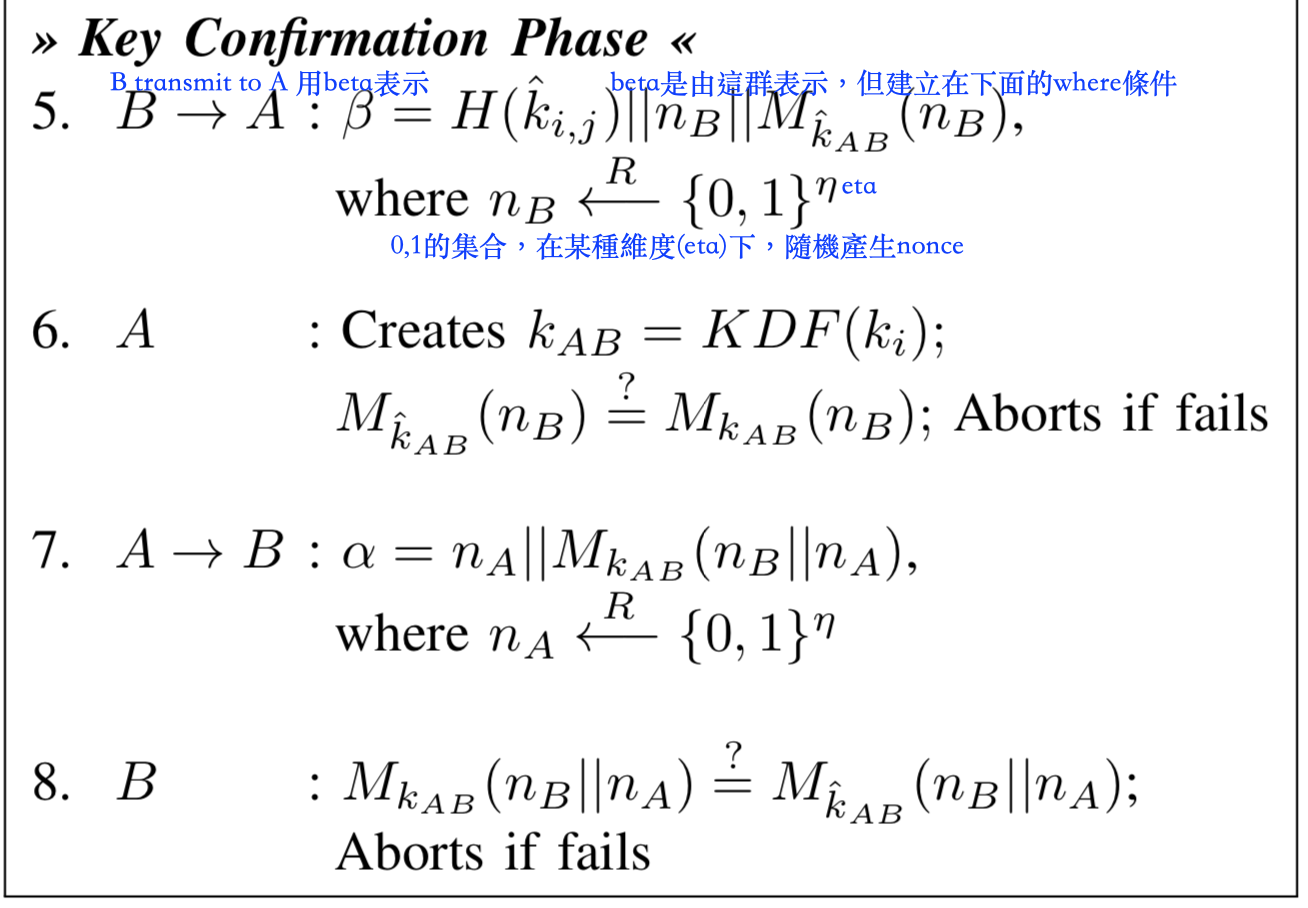 » Key Confirmation Phase «
B transmit to A 用beta表示
beta是由這群表示，但建立在下面的where條件
5. B → A : β = H(k̂_{i,j})||n_B||M_{k̂_{AB}}(n_B),
where n_B ←^R {0, 1}^η eta
0,1的集合，在某種維度(eta)下，隨機產生nonce
6. A : Creates k_{AB} = KDF(k_i);
M_{k̂_{AB}}(n_B) ≟ M_{k_{AB}}(n_B); Aborts if fails
7. A → B : α = n_A||M_{k_{AB}}(n_B||n_A),
where n_A ←^R {0, 1}^η
8. B : M_{k_{AB}}(n_B||n_A) ≟ M_{k̂_{AB}}(n_B||n_A);
Aborts if fails